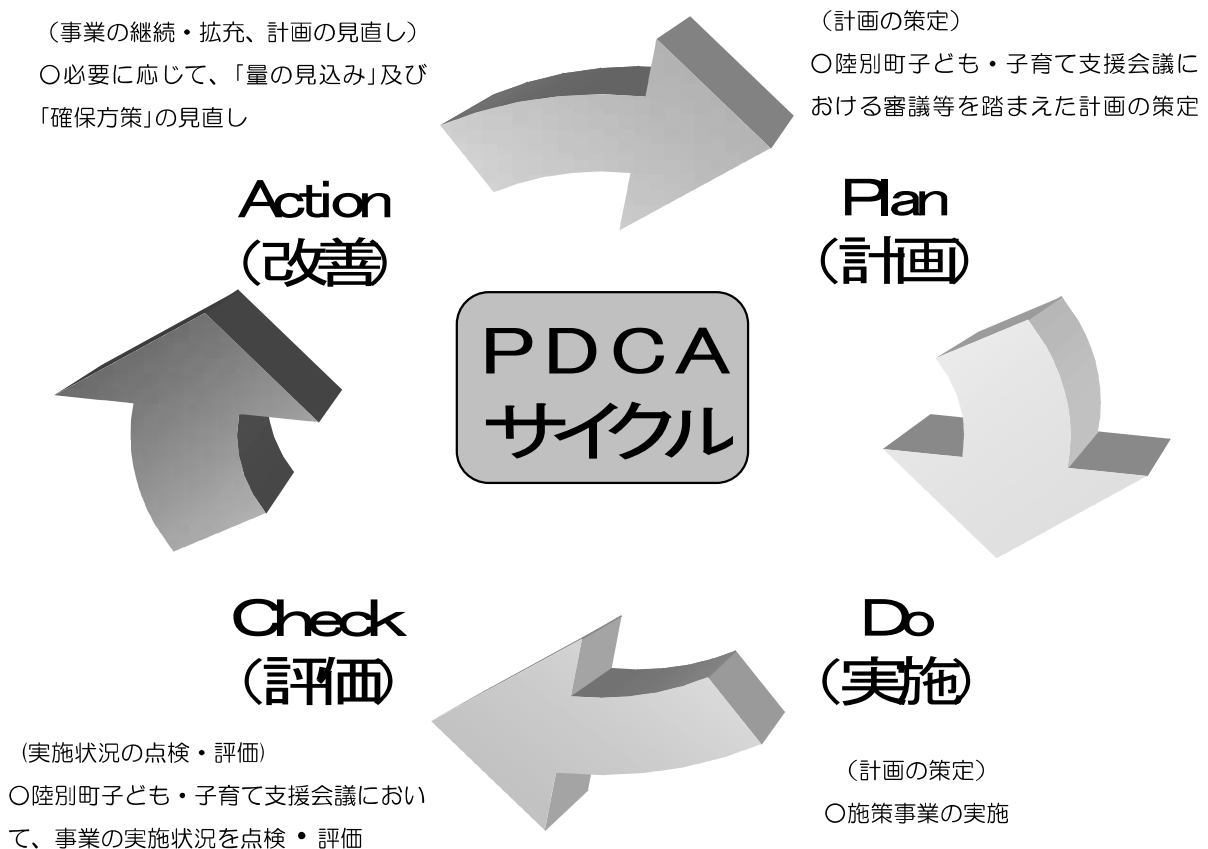 (事業の継続・拡充、計画の見直し)
〇必要に応じて、「量の見込み」及び
「確保方策」の見直し
(計画の策定)
〇陸別町子ども・子育て支援会議に
おける審議等を踏まえた計画の策定
Action
(改善)
Plan
(計画)
PDCA
サイクル
Check
(評価)
Do
(実施)
(実施状況の点検・評価)
〇陸別町子ども・子育て支援会議におい
て、事業の実施状況を点検・評価
(計画の策定)
〇施策事業の実施